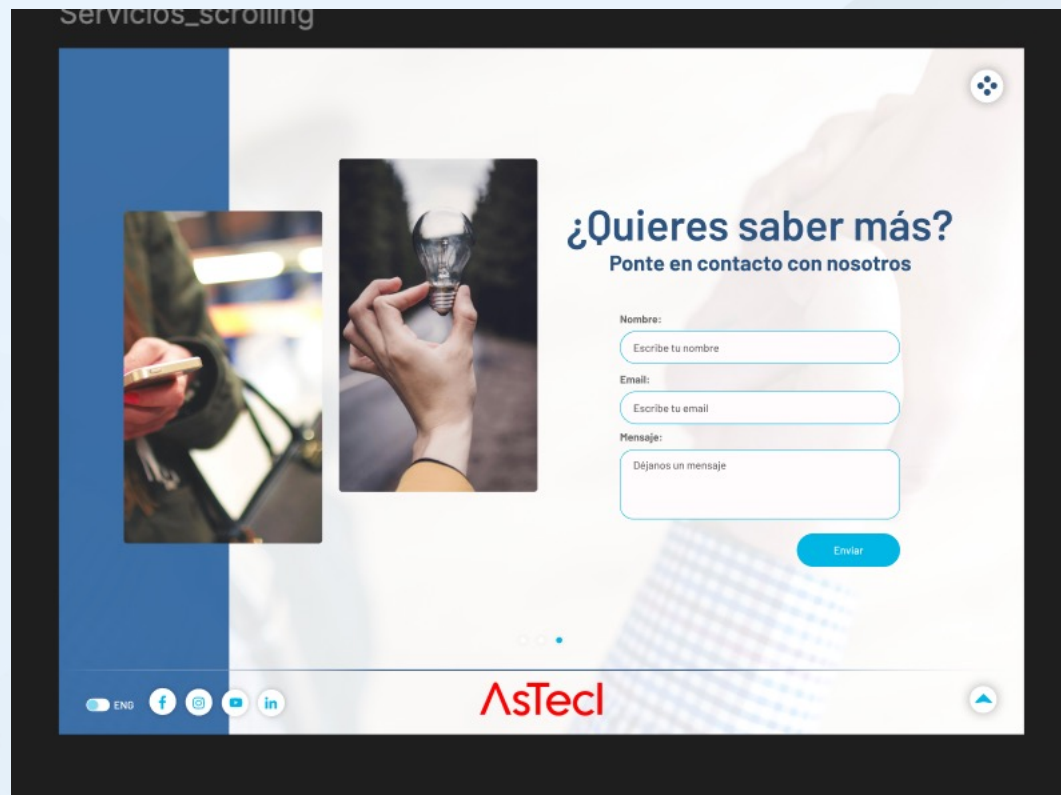 Servicios_scrolling
¿Quieres saber más?
Ponte en contacto con nosotros
Nombre:
Escribe tu nombre
Email:
Escribe tu email
Mensaje:
Déjanos un mensaje
Enviar
ENG
f
in
AsTecl